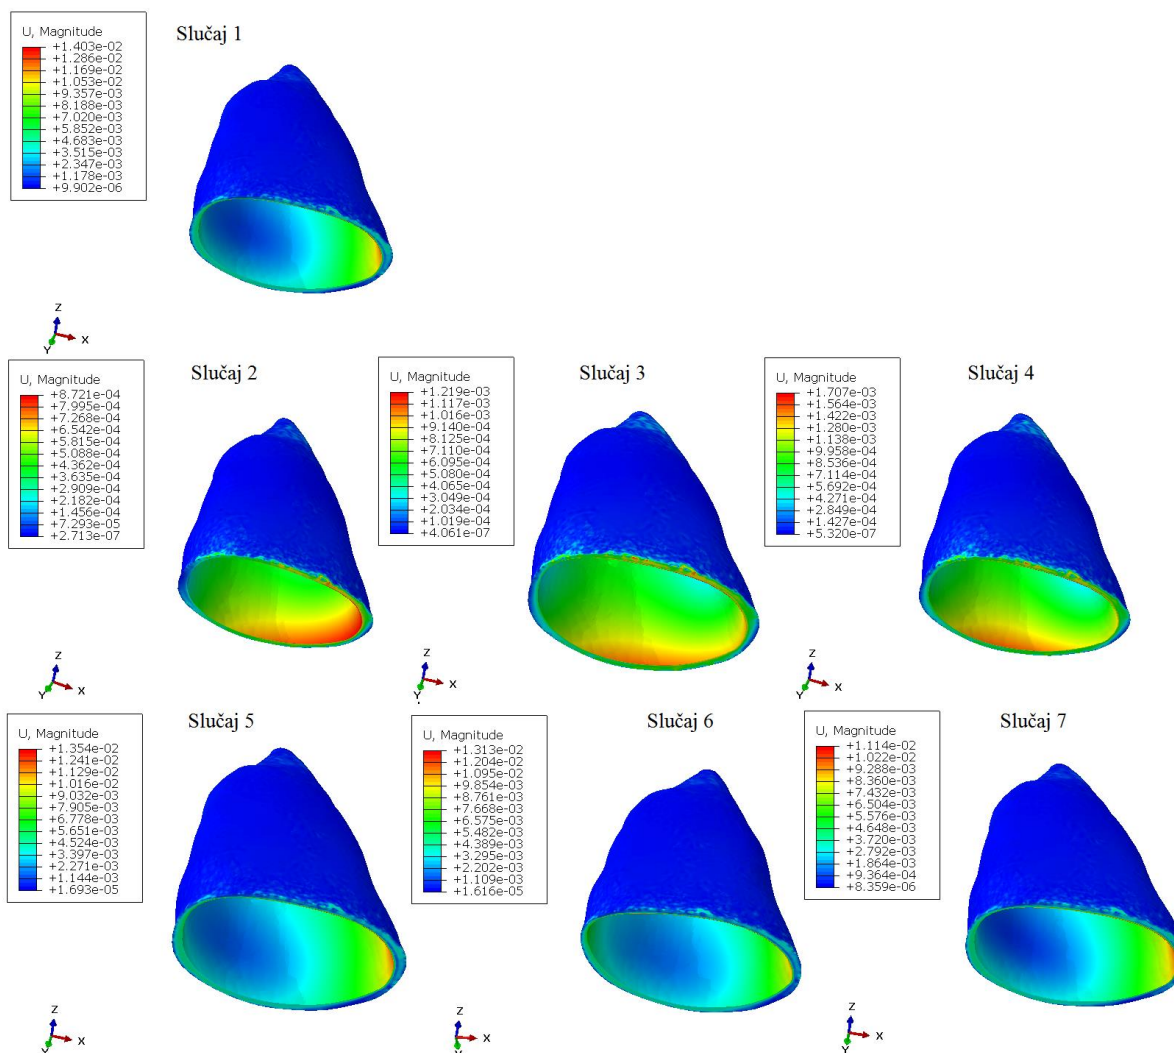 Slučaj 1
U, Magnitude
+1.403e-02
+1.286e-02
+1.169e-02
+1.053e-02
+9.357e-03
+8.188e-03
+7.020e-03
+5.852e-03
+4.683e-03
+3.515e-03
+2.347e-03
+1.178e-03
+9.902e-06
Z
X
Y
Slučaj 2
U, Magnitude
+8.721e-04
+7.995e-04
+7.268e-04
+6.542e-04
+5.815e-04
+5.088e-04
+4.362e-04
+3.635e-04
+2.909e-04
+2.182e-04
+1.456e-04
+7.293e-05
+2.713e-07
Z
X
Y
Slučaj 3
U, Magnitude
+1.219e-03
+1.117e-03
+1.016e-03
+9.140e-04
+8.125e-04
+7.110e-04
+6.095e-04
+5.080e-04
+4.065e-04
+3.049e-04
+2.034e-04
+1.019e-04
+4.061e-07
Z
X
Y
Slučaj 4
U, Magnitude
+1.707e-03
+1.564e-03
+1.422e-03
+1.280e-03
+1.138e-03
+9.958e-04
+8.536e-04
+7.114e-04
+5.692e-04
+4.271e-04
+2.849e-04
+1.427e-04
+5.320e-07
Z
X
Y
Slučaj 5
U, Magnitude
+1.354e-02
+1.241e-02
+1.129e-02
+1.016e-02
+9.032e-03
+7.905e-03
+6.778e-03
+5.651e-03
+4.524e-03
+3.397e-03
+2.271e-03
+1.144e-03
+1.693e-05
Z
X
Y
Slučaj 6
U, Magnitude
+1.313e-02
+1.204e-02
+1.095e-02
+9.854e-03
+8.761e-03
+7.668e-03
+6.575e-03
+5.482e-03
+4.389e-03
+3.295e-03
+2.202e-03
+1.109e-03
+1.616e-05
Z
X
Y
Slučaj 7
U, Magnitude
+1.114e-02
+1.022e-02
+9.288e-03
+8.360e-03
+7.432e-03
+6.504e-03
+5.576e-03
+4.648e-03
+3.720e-03
+2.792e-03
+1.864e-03
+9.364e-04
+8.359e-06
Z
X
Y